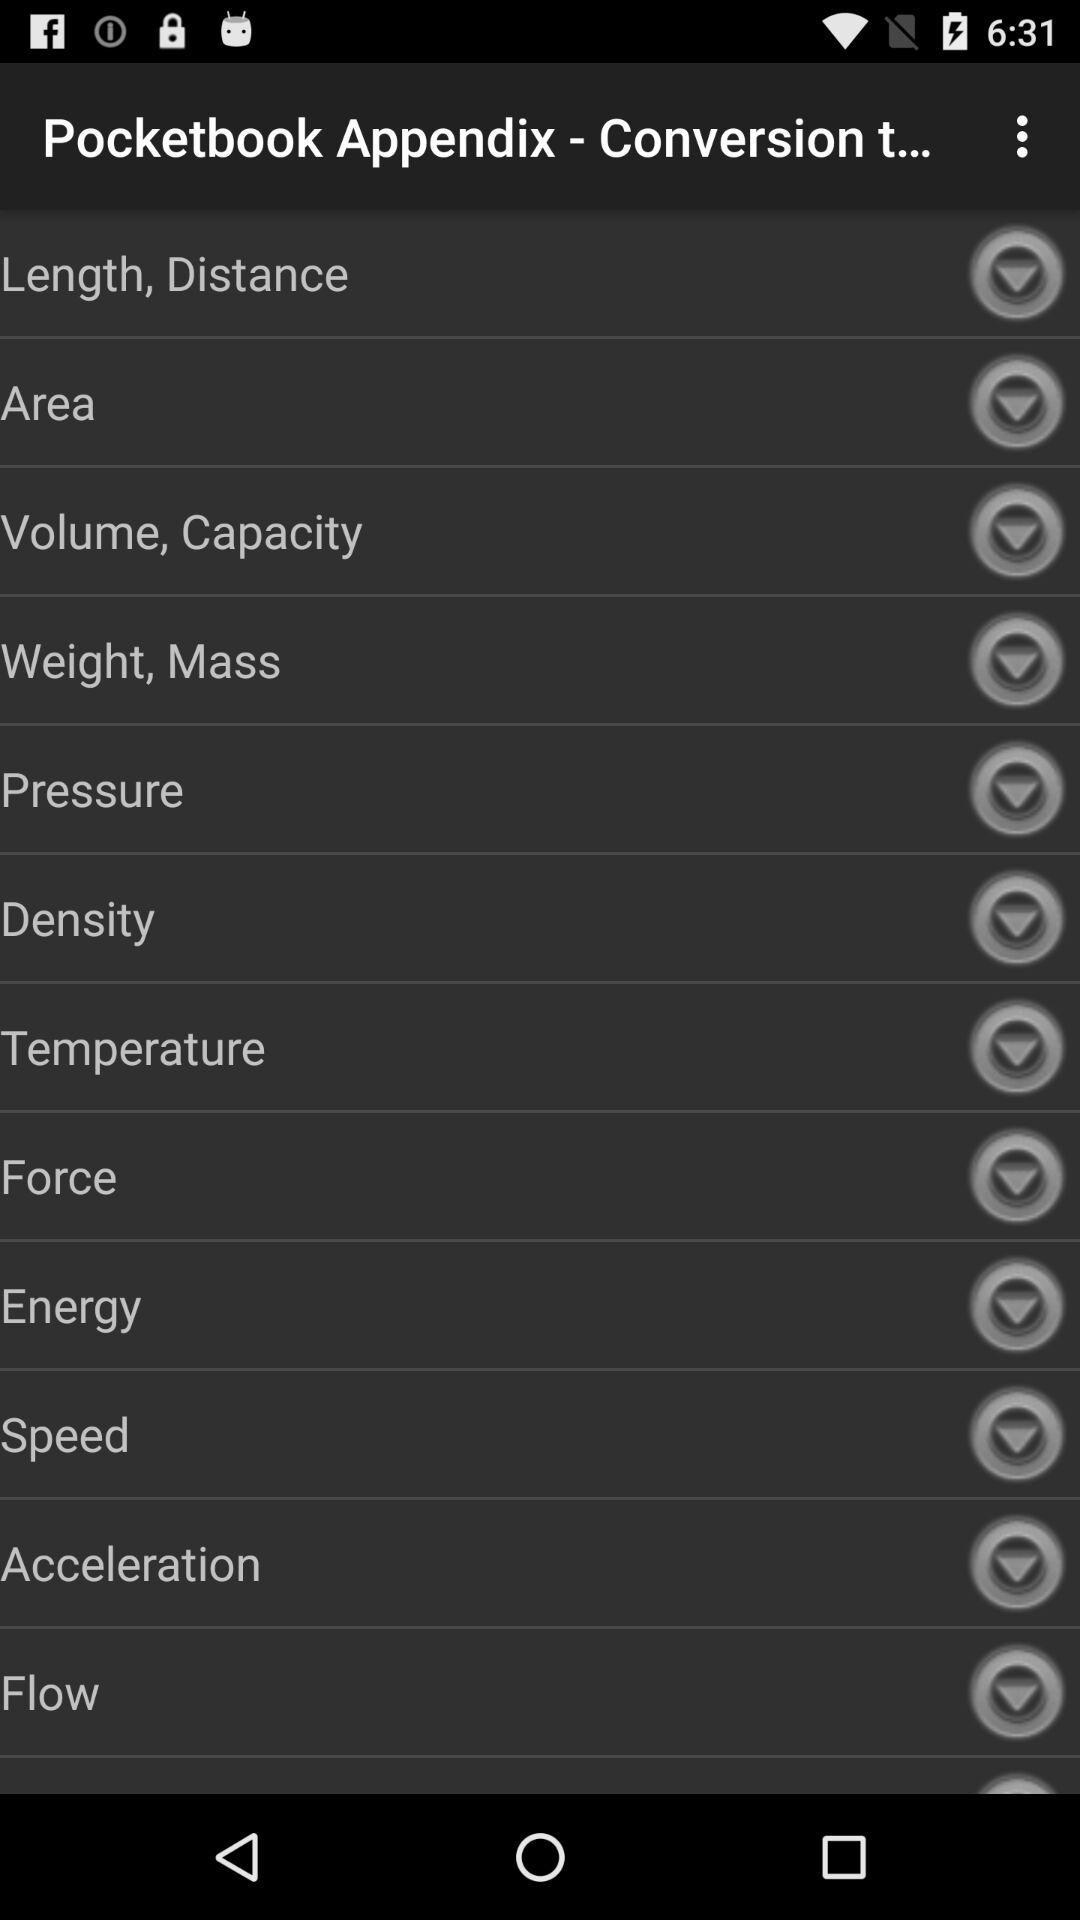 6:31
Pocketbook Appendix - Conversion t...
Length, Distance
Area
Volume, Capacity
Weight, Mass
Pressure
Density
Temperature
Force
Energy
Speed
Acceleration
Flow